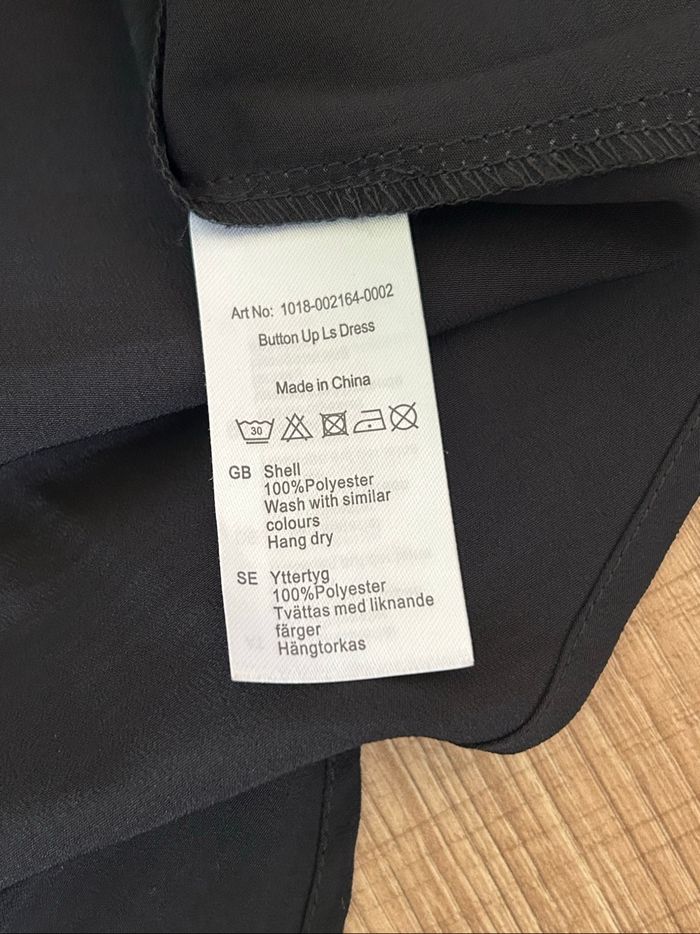 Art No: 1018-002164-0002
Button Up Ls Dress
Made in China
30
GB Shell
100%Polyester
Wash with similar
colours
Hang dry
SE Yttertyg
100%Polyester
Tvättas med liknande
färger
Hängtorkas